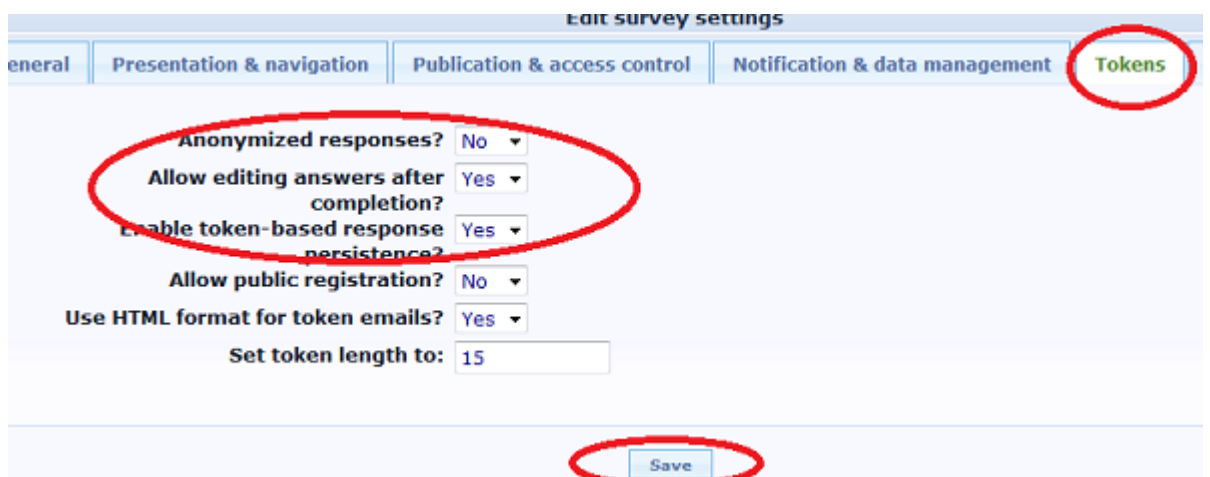 Edit survey settings
eneral Presentation & navigation Publication & access control Notification & data management Tokens
Anonymized responses? No
Allow editing answers after Yes
completion?
Enable token-based response Yes
persistence?
Allow public registration? No
Use HTML format for token emails? Yes
Set token length to: 15
Save